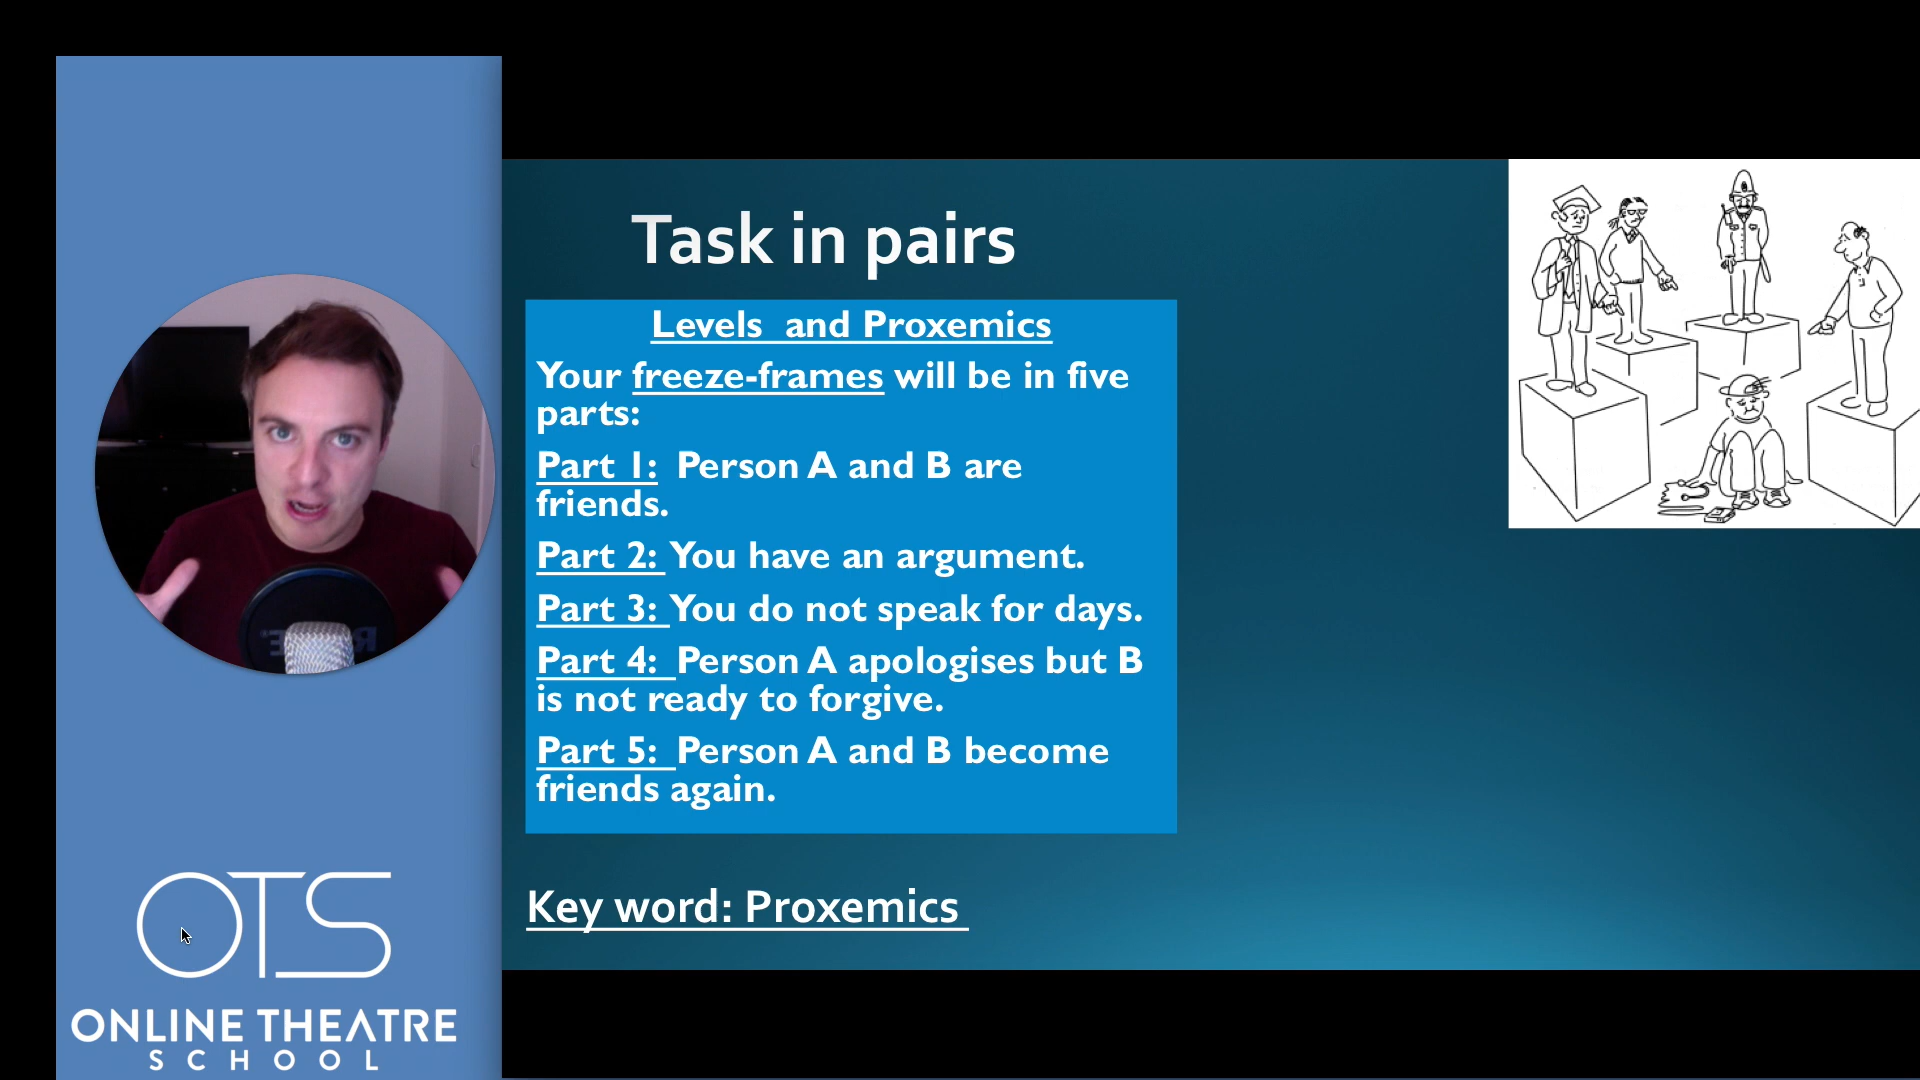 Task in pairs
Levels and Proxemics
Your freeze-frames will be in five
parts:
Part 1: Person A and B are
friends.
Part 2: You have an argument.
Part 3: You do not speak for days.
Part 4: Person A apologises but B
is not ready to forgive.
Part 5: Person A and B become
friends again.
Key word: Proxemics
OTS
ONLINE THEATRE
SCHOOL